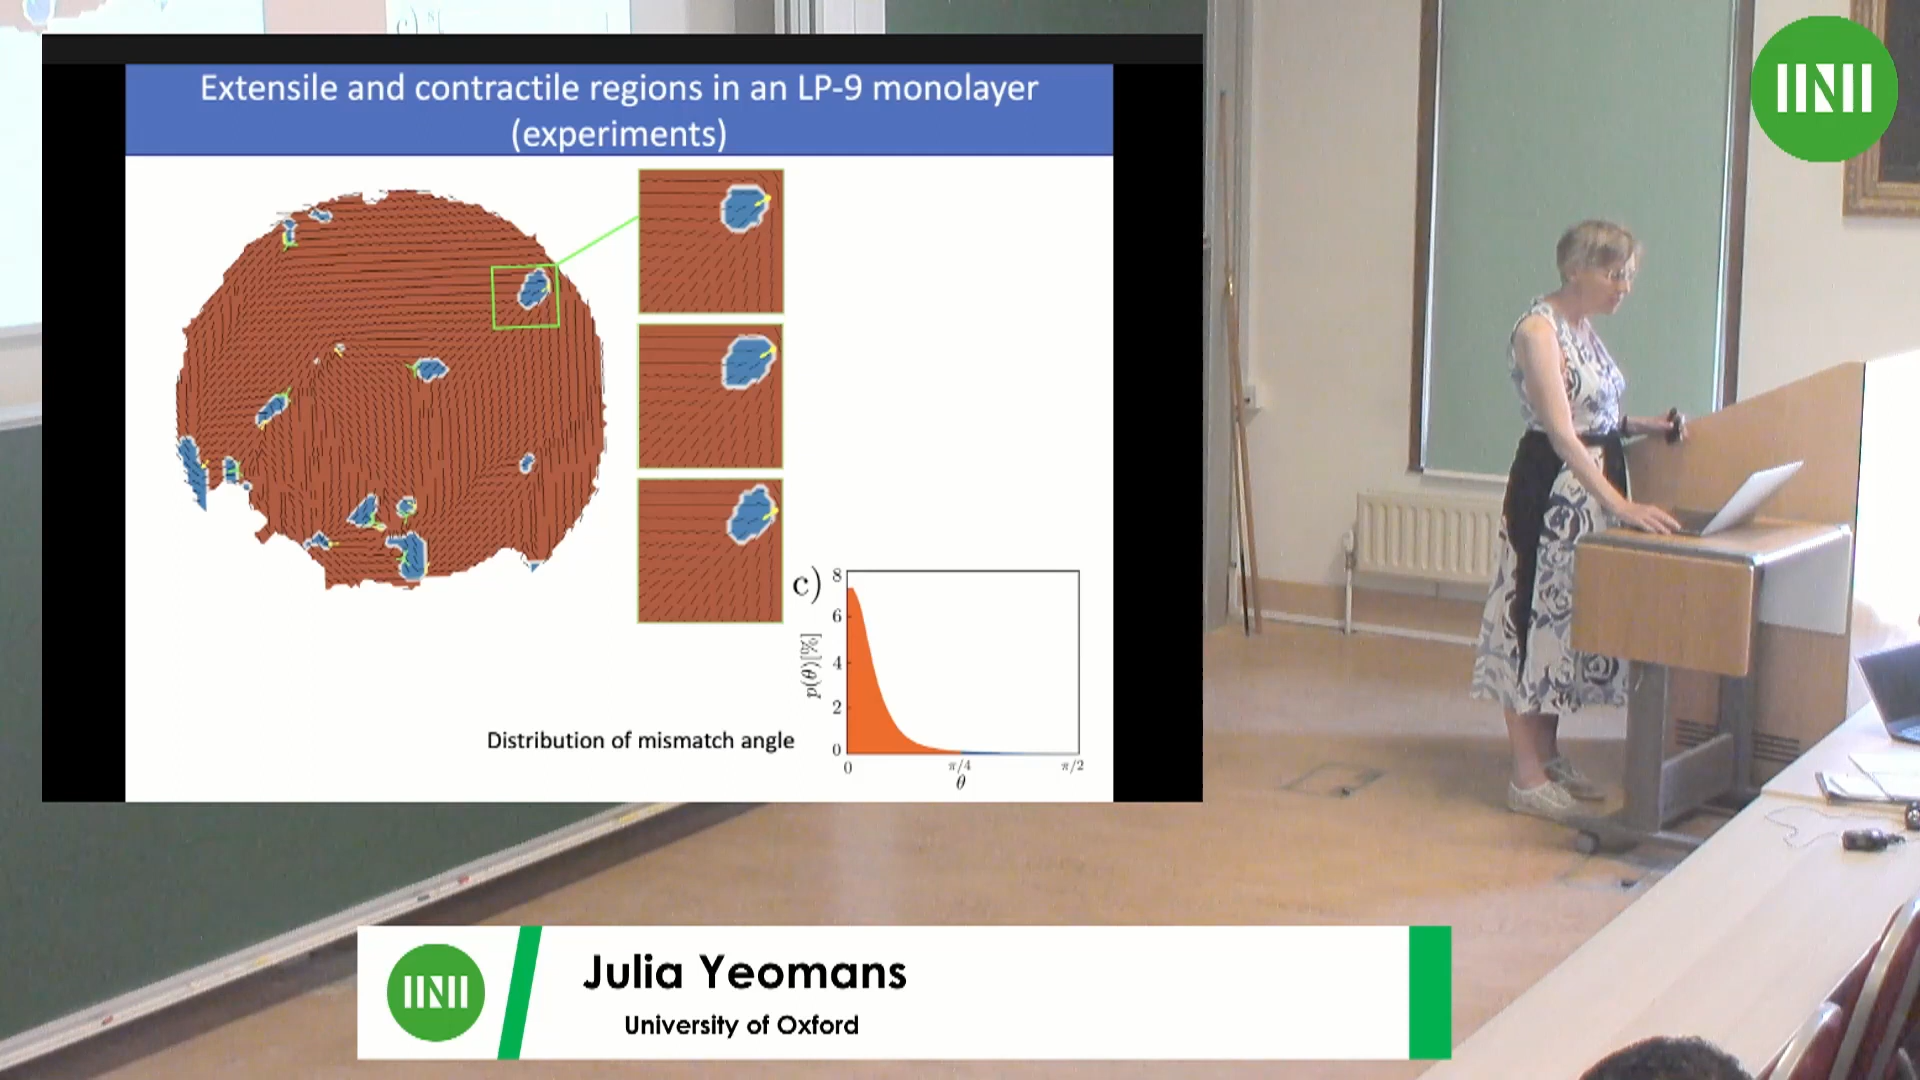 Extensile and contractile regions in an LP-9 monolayer
(experiments)
c)
8
6
4
2
0
p(θ)[%]
0
π/4
π/2
θ
Distribution of mismatch angle
Julia Yeomans
University of Oxford